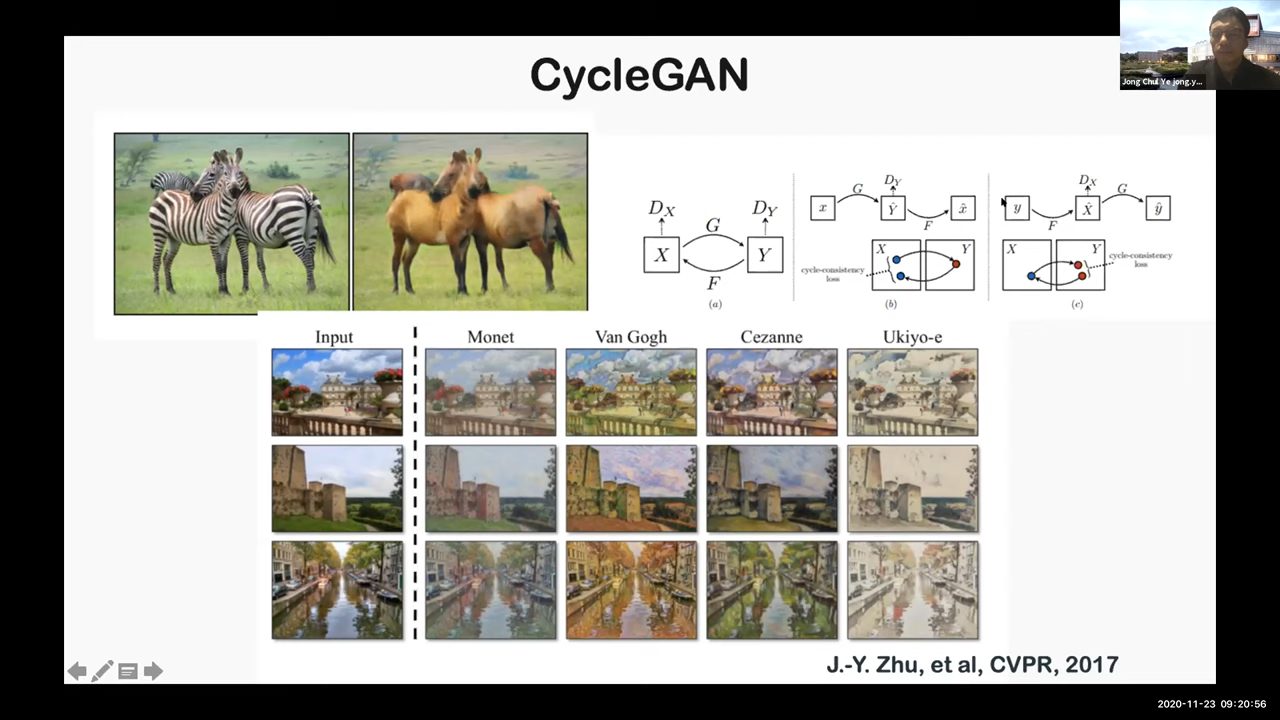 CycleGAN
Jong Chul Ye jong.y...
D_X D_Y
G
X Y
F
(a)
D_Y
G
x Ŷ x̂
F
X Y
cycle-consistency
loss
(b)
D_X
G
y X̂ ŷ
F
X Y
cycle-consistency
loss
(c)
Input Monet Van Gogh Cezanne Ukiyo-e
J.-Y. Zhu, et al, CVPR, 2017
2020-11-23 09:20:56